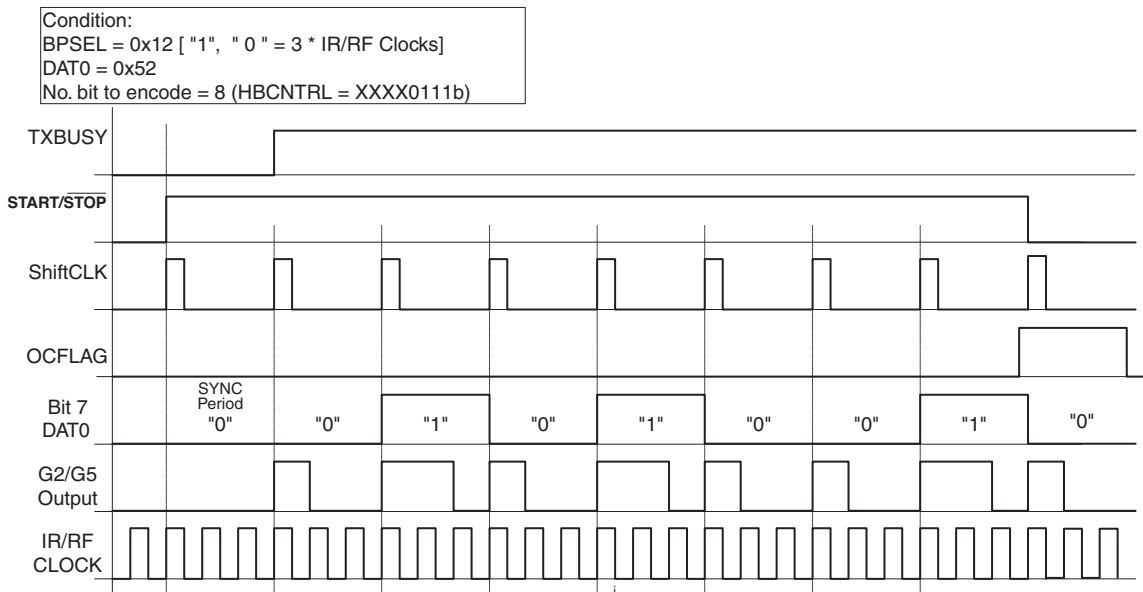 Condition:
BPSEL = 0x12 [ "1", " 0 " = 3 * IR/RF Clocks]
DAT0 = 0x52
No. bit to encode = 8 (HBCNTRL = XXXX0111b)
TXBUSY
START/STOP
ShiftCLK
OCFLAG
SYNC
Period
Bit 7
DAT0
"0" "0" "1" "0" "1" "0" "0" "1" "0"
G2/G5
Output
IR/RF
CLOCK